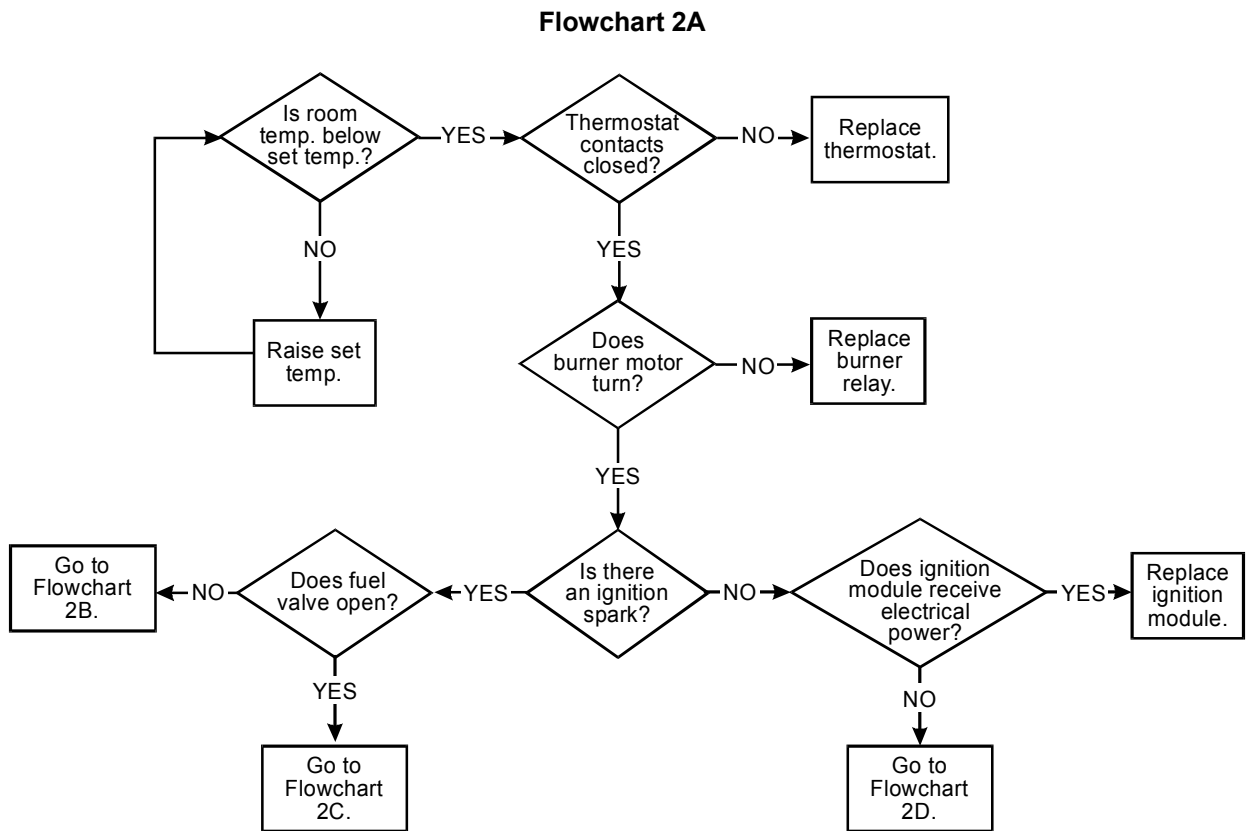 Flowchart 2A
Is room
temp. below
set temp.?
YES
Thermostat
contacts
closed?
NO
Replace
thermostat.
NO
YES
Raise set
temp.
Does
burner motor
turn?
NO
Replace
burner
relay.
YES
Go to
Flowchart
2B.
NO
Does fuel
valve open?
YES
Is there
an ignition
spark?
NO
Does ignition
module receive
electrical
power?
YES
Replace
ignition
module.
YES
NO
Go to
Flowchart
2C.
Go to
Flowchart
2D.